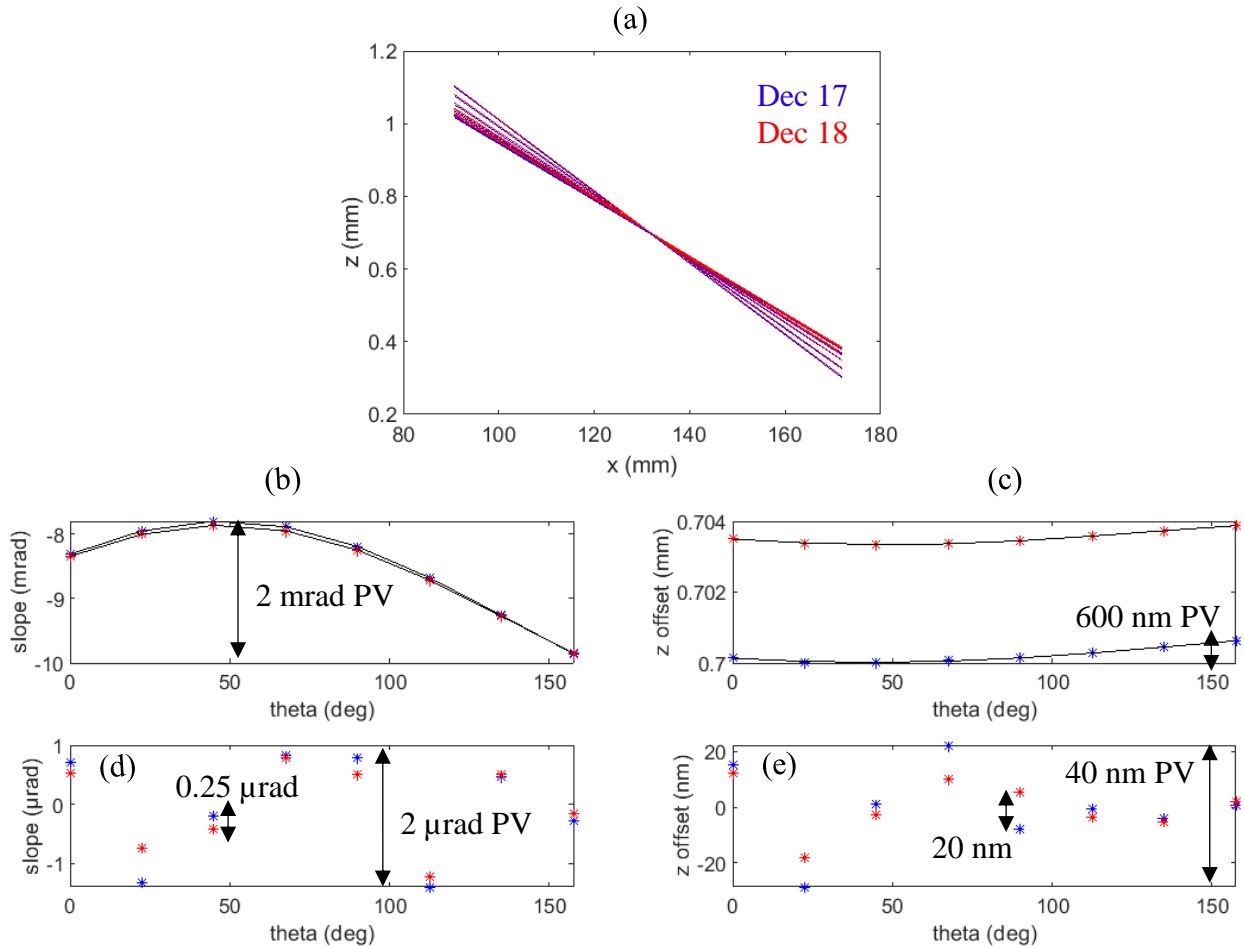 (a)
1.2
1
0.8
0.6
0.4
0.2
z (mm)
Dec 17
Dec 18
80 100 120 140 160 180
x (mm)
(b)
-8
-9
-10
slope (mrad)
2 mrad PV
0 50 100 150
theta (deg)
(c)
0.704
0.702
0.7
z offset (mm)
600 nm PV
0 50 100 150
theta (deg)
(d)
1
0
-1
slope (μrad)
0.25 μrad
2 μrad PV
0 50 100 150
theta (deg)
(e)
20
0
-20
z offset (nm)
40 nm PV
20 nm
0 50 100 150
theta (deg)